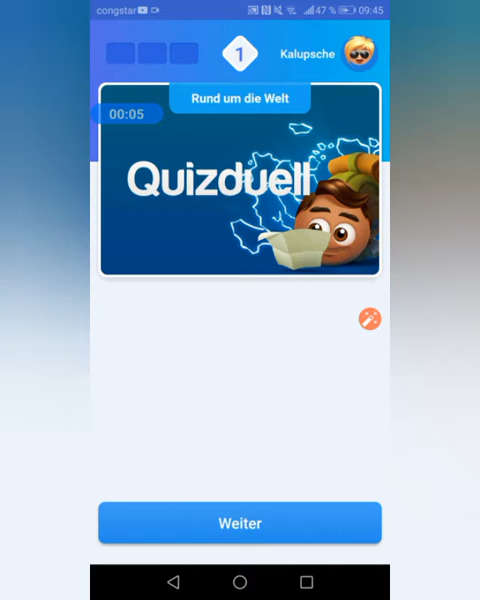 congstar 47 % 09:45
1 Kalupsche
Rund um die Welt
00:05
Quizduell
Weiter